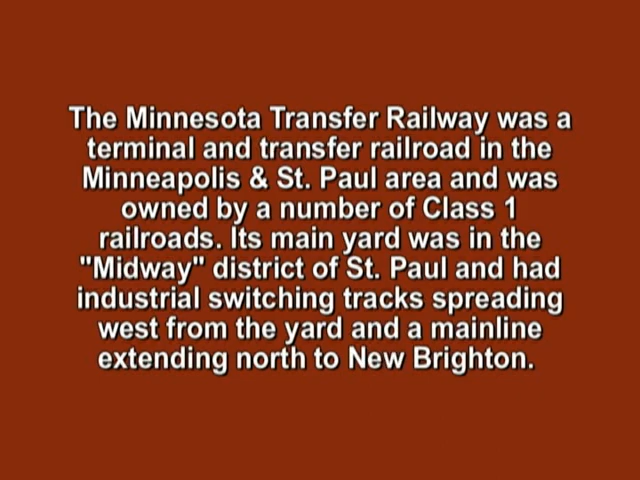 The Minnesota Transfer Railway was a
terminal and transfer railroad in the
Minneapolis & St. Paul area and was
owned by a number of Class 1
railroads. Its main yard was in the
"Midway" district of St. Paul and had
industrial switching tracks spreading
west from the yard and a mainline
extending north to New Brighton.